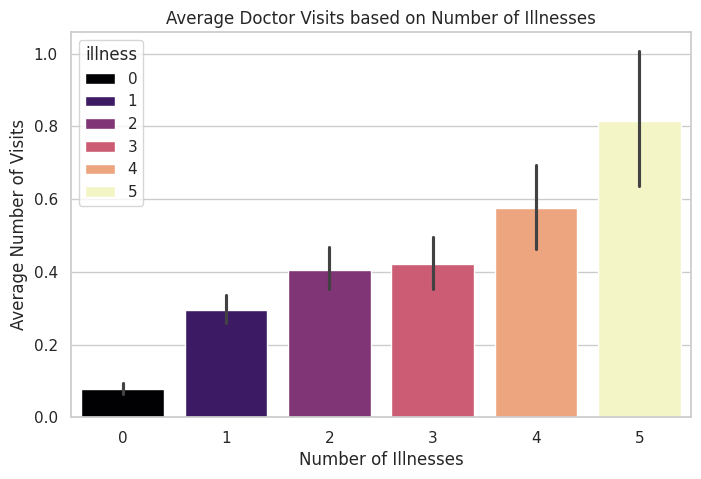 Average Doctor Visits based on Number of Illnesses
Average Number of Visits
1.0
0.8
0.6
0.4
0.2
0.0
illness
0
1
2
3
4
5
0 1 2 3 4 5
Number of Illnesses